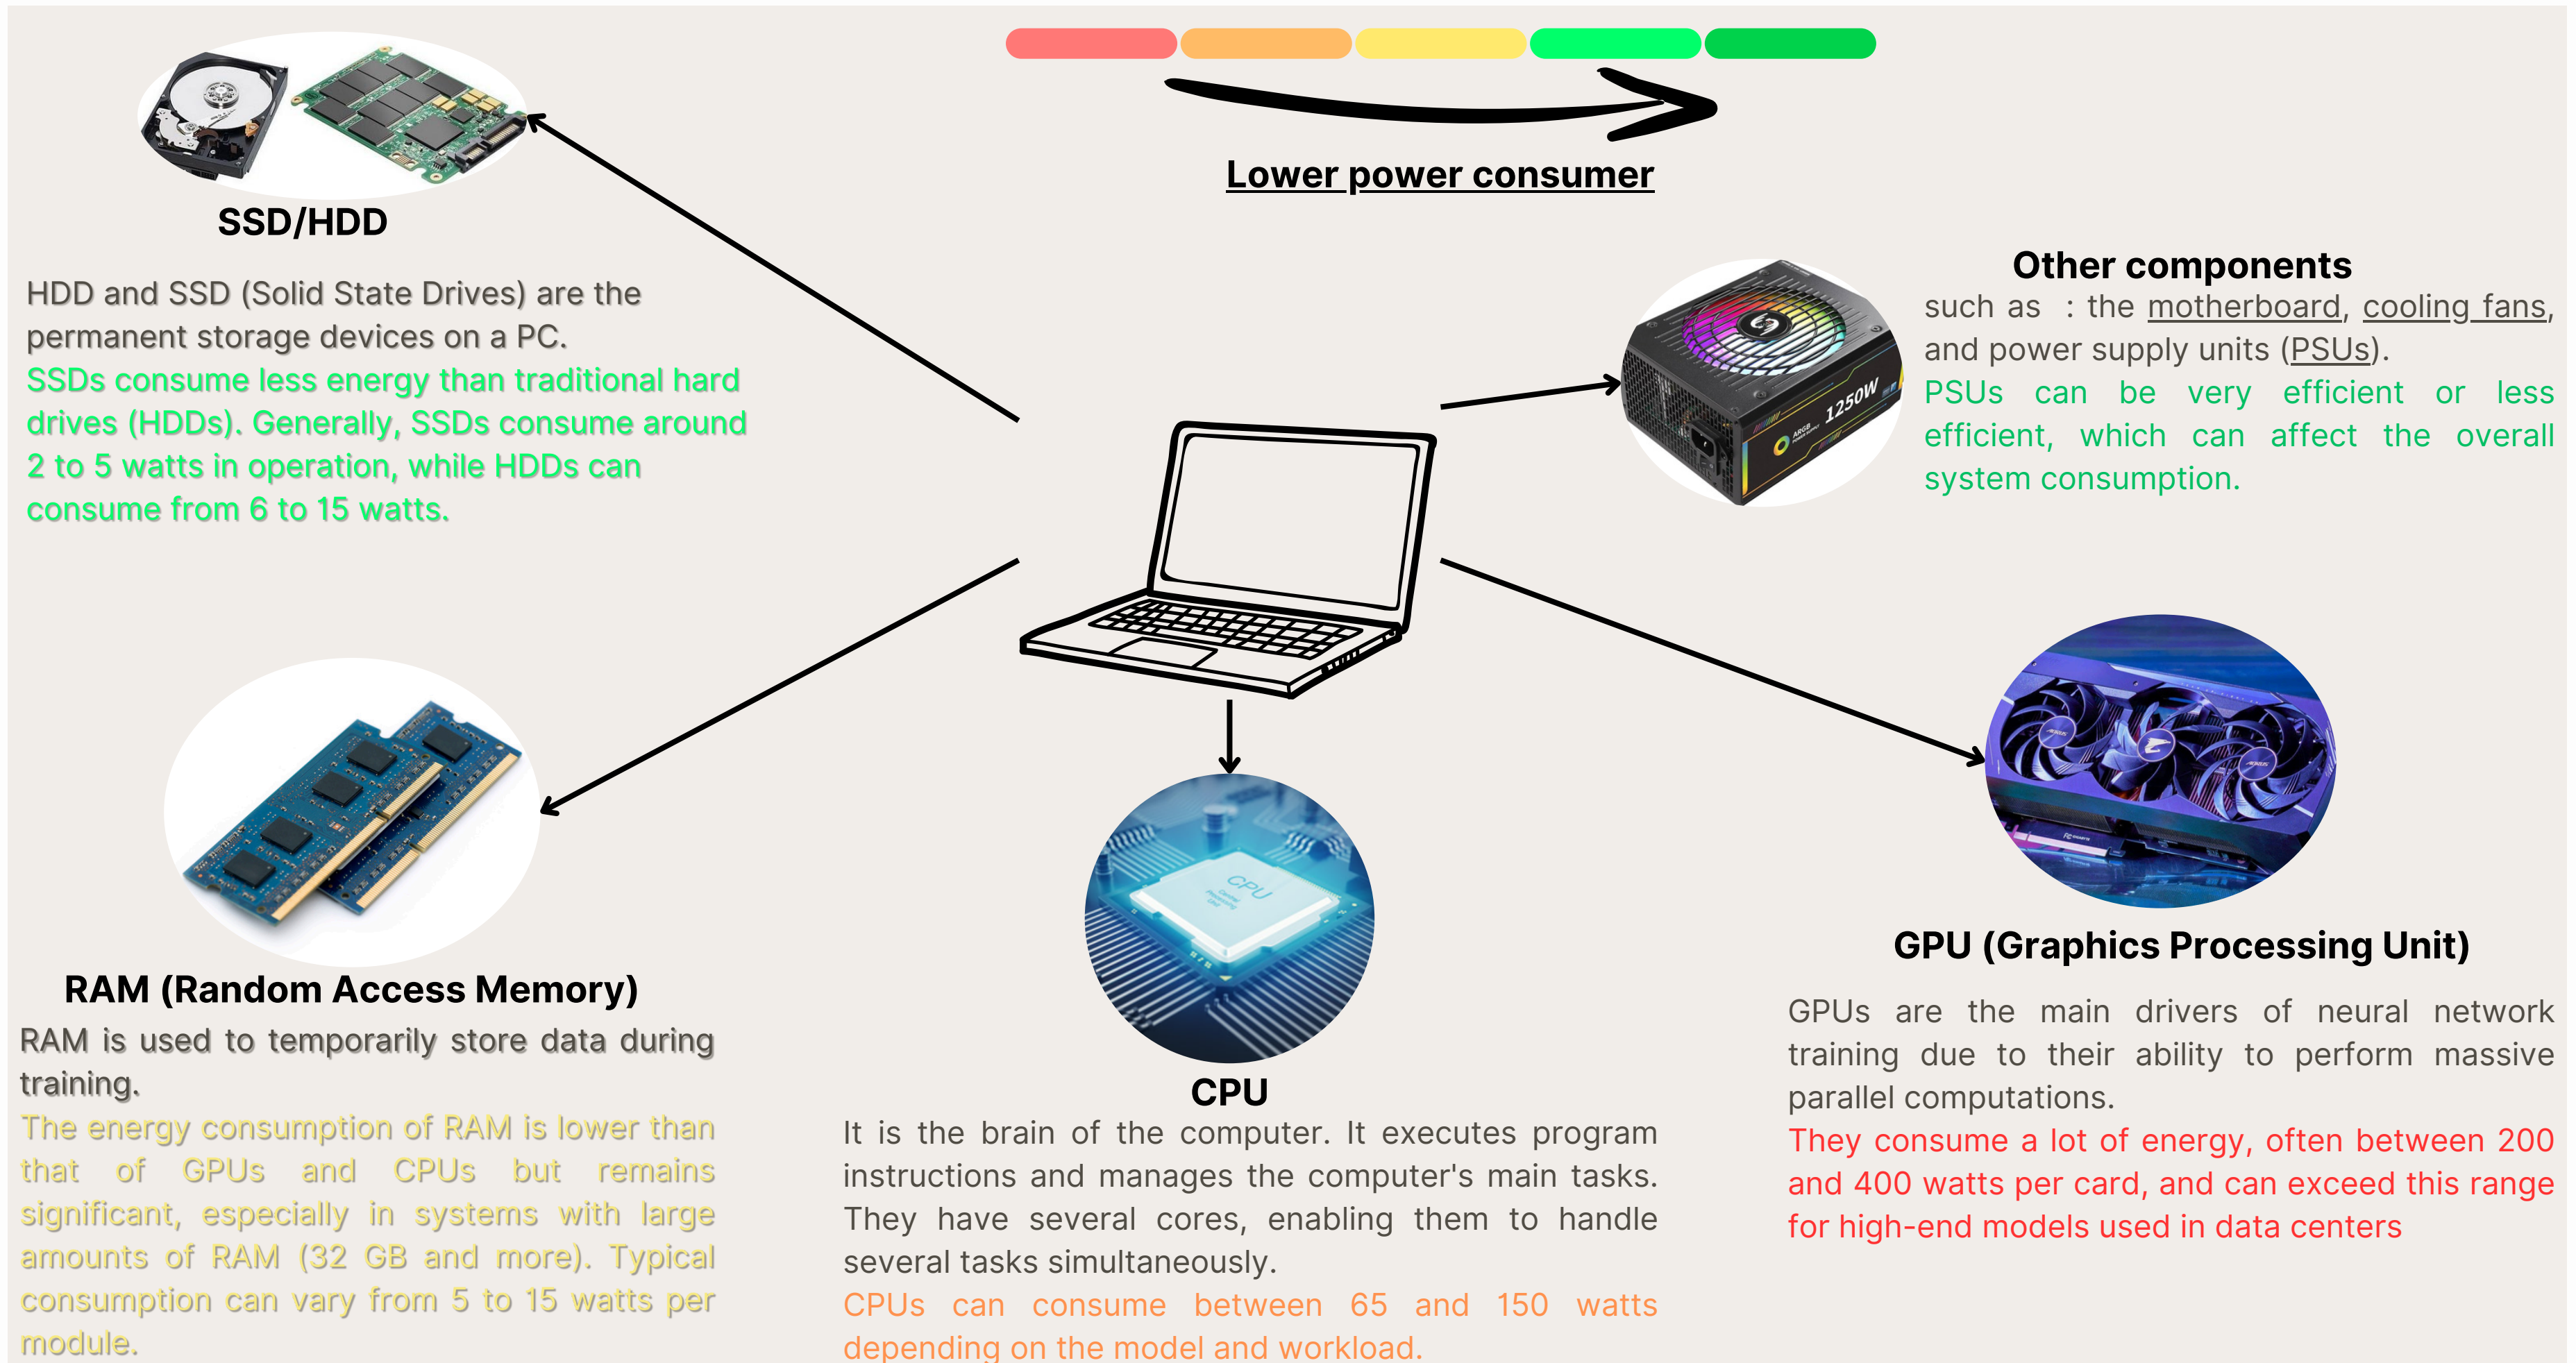 Lower power consumer
SSD/HDD
HDD and SSD (Solid State Drives) are the
permanent storage devices on a PC.
SSDs consume less energy than traditional hard
drives (HDDs). Generally, SSDs consume around
2 to 5 watts in operation, while HDDs can
consume from 6 to 15 watts.
Other components
such as : the motherboard, cooling fans,
and power supply units (PSUs).
PSUs can be very efficient or less
efficient, which can affect the overall
system consumption.
1250W
ARGB
POWER SUPPLY
RAM (Random Access Memory)
RAM is used to temporarily store data during
training.
The energy consumption of RAM is lower than
that of GPUs and CPUs but remains
significant, especially in systems with large
amounts of RAM (32 GB and more). Typical
consumption can vary from 5 to 15 watts per
module.
CPU
Central
Processing
Unit
CPU
It is the brain of the computer. It executes program
instructions and manages the computer's main tasks.
They have several cores, enabling them to handle
several tasks simultaneously.
CPUs can consume between 65 and 150 watts
depending on the model and workload.
AORUS
AORUS
GPU (Graphics Processing Unit)
GPUs are the main drivers of neural network
training due to their ability to perform massive
parallel computations.
They consume a lot of energy, often between 200
and 400 watts per card, and can exceed this range
for high-end models used in data centers